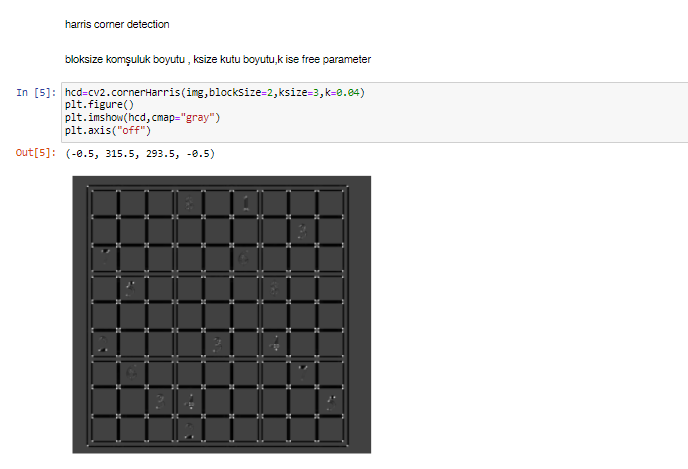 harris corner detection
bloksize komşuluk boyutu , ksize kutu boyutu,k ise free parameter
In [5]: hcd=cv2.cornerHarris(img,blockSize=2,ksize=3,k=0.04)
plt.figure()
plt.imshow(hcd,cmap="gray")
plt.axis("off")
Out[5]: (-0.5, 315.5, 293.5, -0.5)